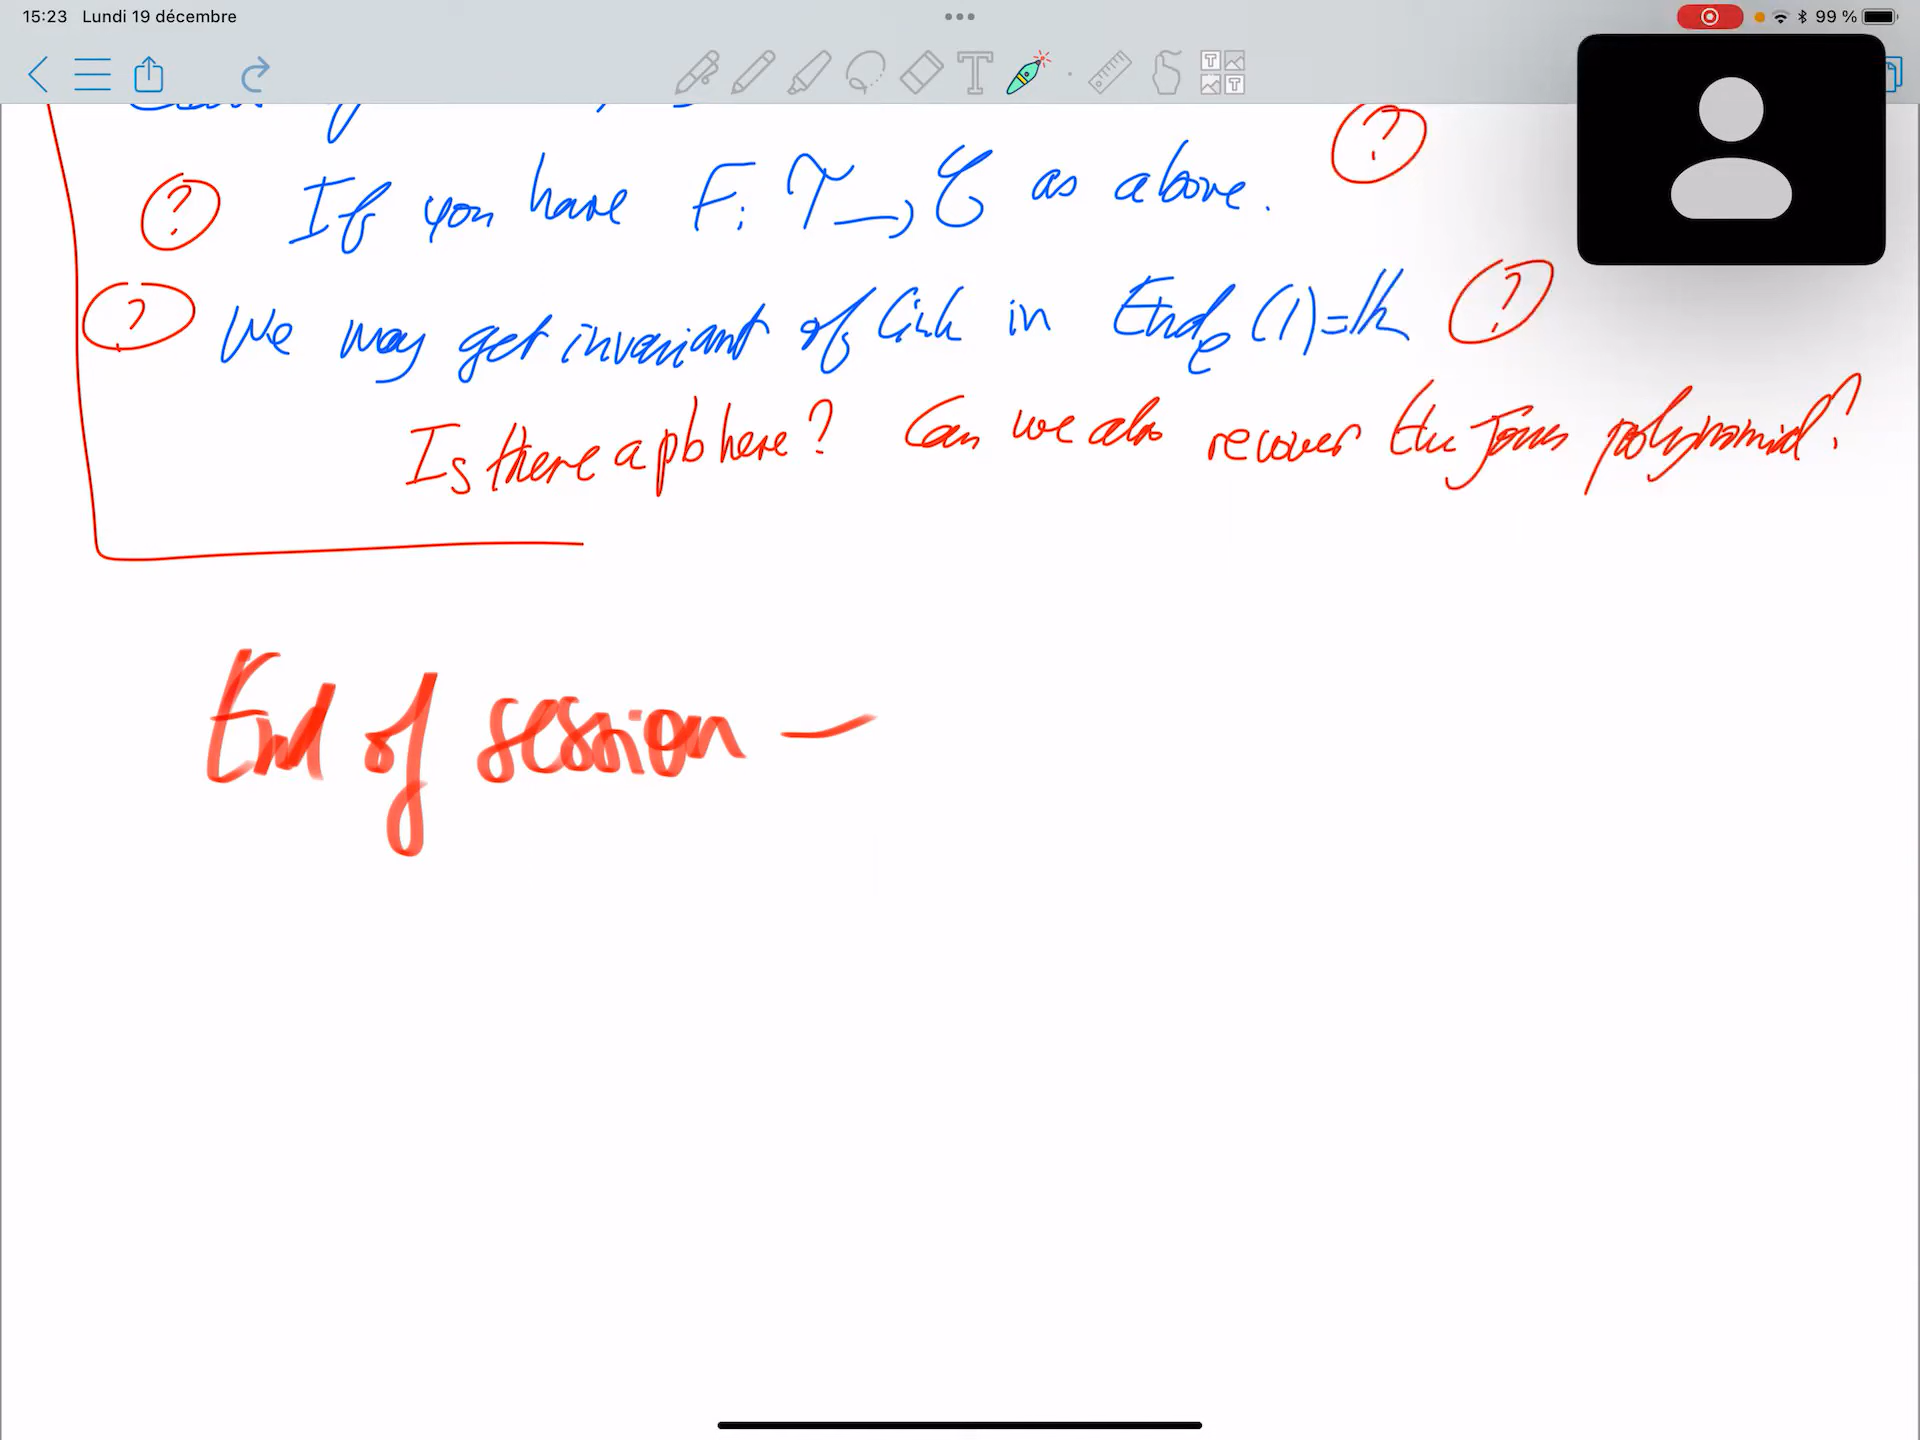 15:23 Lundi 19 décembre 99 %
? If you have F: T → C as above. ?
? We may get invariant of link in End_C (1) = k ?
Is there a pb here? Can we also recover the Jones polynomial?
End of session —